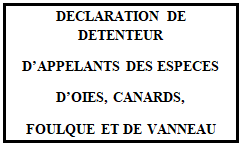 DECLARATION DE
DETENTEUR
D'APPELANTS DES ESPECES
D'OIES, CANARDS,
FOULQUE ET DE VANNEAU